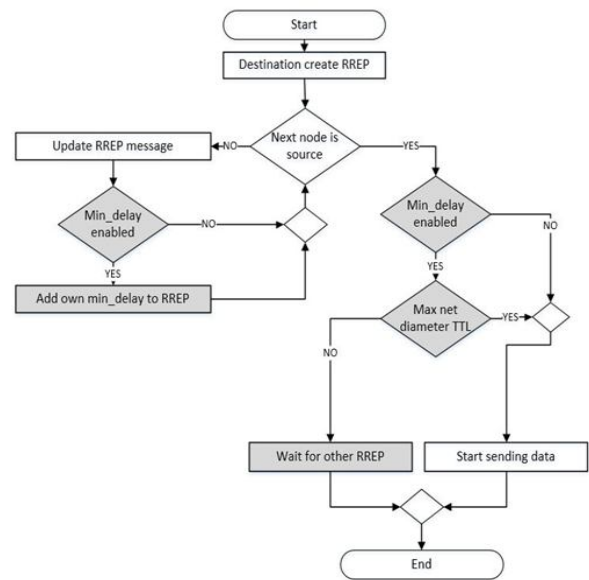 Start
Destination create RREP
Next node is
source
NO
YES
Update RREP message
Min_delay
enabled
NO
YES
Add own min_delay to RREP
Min_delay
enabled
NO
YES
Max net
diameter TTL
YES
NO
Wait for other RREP
Start sending data
End